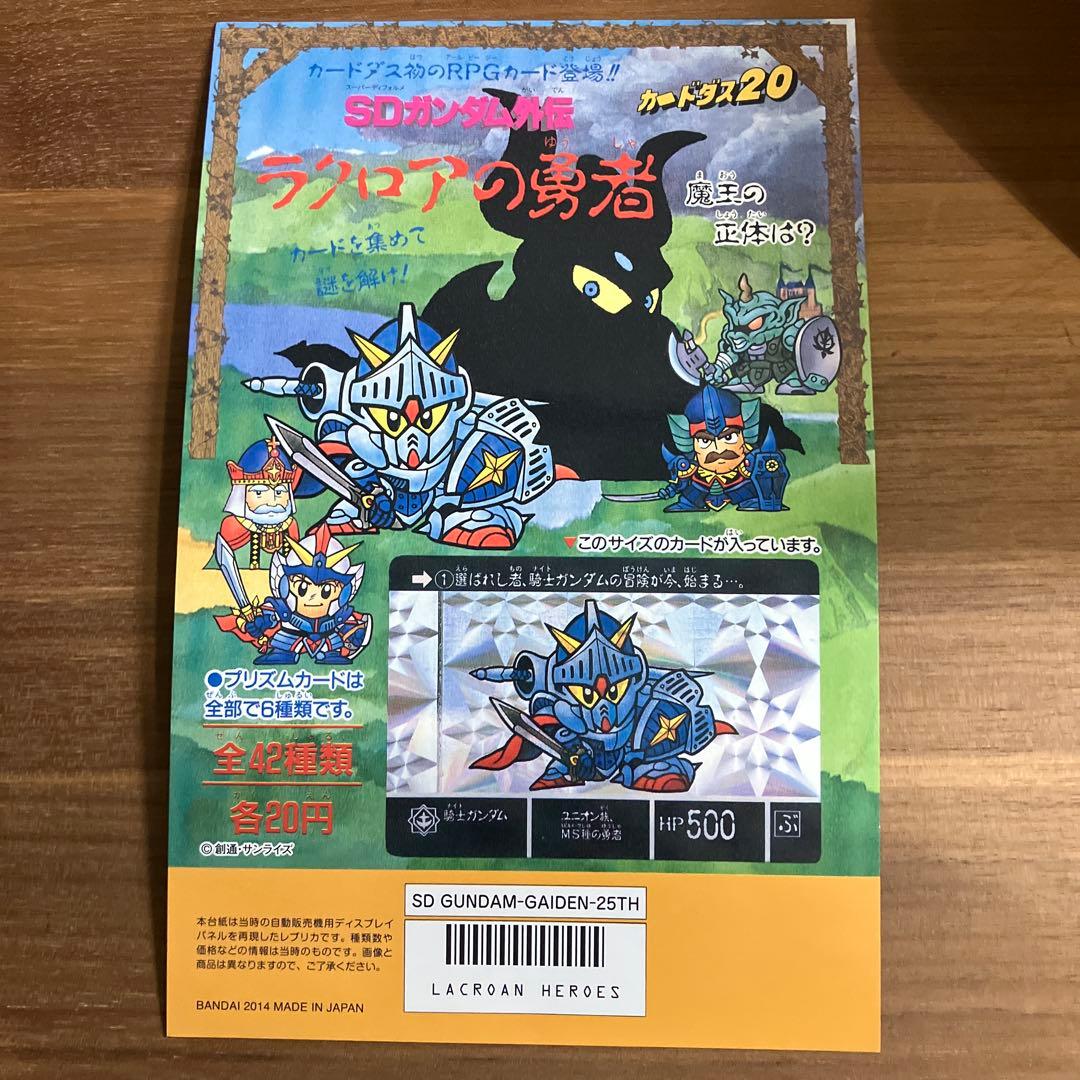 カードダス初のRPGカード登場!!
カードダス20
SDガンダム外伝
ラクロアの勇者
魔王の
正体は?
カードを集めて
謎を解け!
▼このサイズのカードが入っています。
➡①選ばれし者、騎士ガンダムの冒険が今、始まる…。
●プリズムカードは
全部で6種類です。
全42種類
各20円
©創通・サンライズ
騎士ガンダム
ユニオン族、
MS種の勇者
HP 500
ぶ
SD GUNDAM-GAIDEN-25TH
LACROAN HEROES
本台紙は当時の自動販売機用ディスプレイ
パネルを再現したレプリカです。種類数や
価格などの情報は当時のものです。画像と
商品は異なりますので、ご了承ください。
BANDAI 2014 MADE IN JAPAN